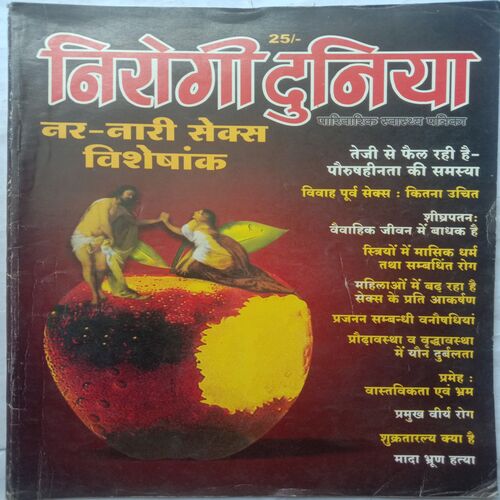 25/-
निरोगी दुनिया
पारिवारिक स्वास्थ्य पत्रिका
नर-नारी सेक्स
विशेषांक
तेजी से फैल रही है-
पौरुषहीनता की समस्या
विवाह पूर्व सेक्स : कितना उचित
शीघ्रपतन:
वैवाहिक जीवन में बाधक है
स्त्रियों में मासिक धर्म
तथा सम्बंधित रोग
महिलाओं में बढ़ रहा है
सेक्स के प्रति आकर्षण
प्रजनन सम्बन्धी वनौषधियां
प्रौढ़ावस्था व वृद्धावस्था
में यौन दुर्बलता
प्रमेह :
वास्तविकता एवं भ्रम
प्रमुख वीर्य रोग
शुक्रतारल्य क्या है
मादा भ्रूण हत्या